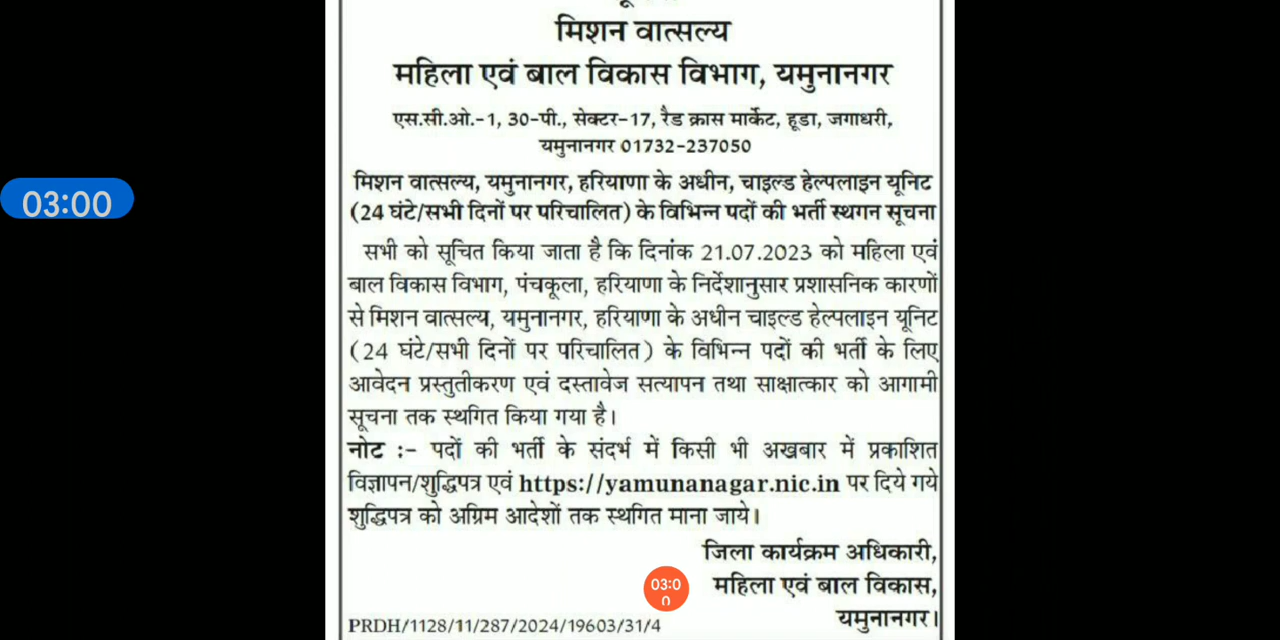 मिशन वात्सल्य
महिला एवं बाल विकास विभाग, यमुनानगर
एस.सी.ओ.-1, 30-पी., सेक्टर-17, रैड क्रास मार्केट, हूडा, जगाधरी,
यमुनानगर 01732-237050
मिशन वात्सल्य, यमुनानगर, हरियाणा के अधीन, चाइल्ड हेल्पलाइन यूनिट
(24 घंटे/सभी दिनों पर परिचालित) के विभिन्न पदों की भर्ती स्थगन सूचना
03:00
सभी को सूचित किया जाता है कि दिनांक 21.07.2023 को महिला एवं
बाल विकास विभाग, पंचकूला, हरियाणा के निर्देशानुसार प्रशासनिक कारणों
से मिशन वात्सल्य, यमुनानगर, हरियाणा के अधीन चाइल्ड हेल्पलाइन यूनिट
(24 घंटे/सभी दिनों पर परिचालित) के विभिन्न पदों की भर्ती के लिए
आवेदन प्रस्तुतीकरण एवं दस्तावेज सत्यापन तथा साक्षात्कार को आगामी
सूचना तक स्थगित किया गया है।
नोट :- पदों की भर्ती के संदर्भ में किसी भी अखबार में प्रकाशित
विज्ञापन/शुद्धिपत्र एवं https://yamunanagar.nic.in पर दिये गये
शुद्धिपत्र को अग्रिम आदेशों तक स्थगित माना जाये।
जिला कार्यक्रम अधिकारी,
महिला एवं बाल विकास,
यमुनानगर।
03:0
0
PRDH/1128/11/287/2024/19603/31/4